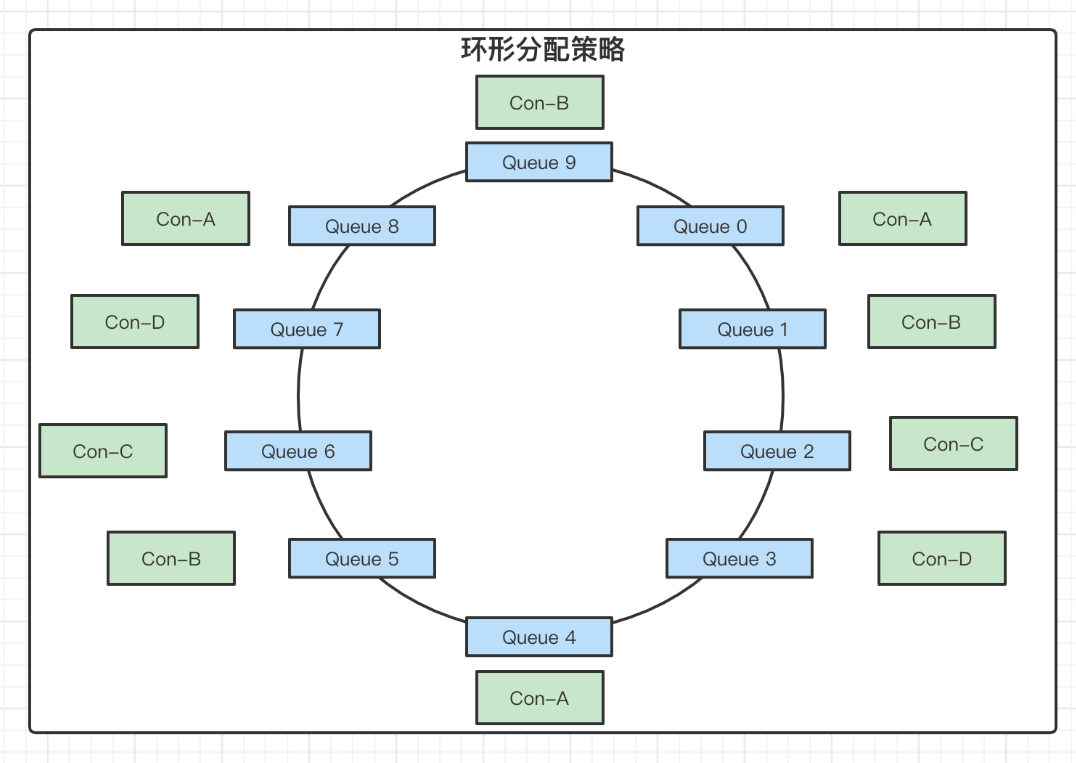 环形分配策略
Con-B
Queue 9
Con-A
Queue 8
Queue 0
Con-A
Con-D
Queue 7
Queue 1
Con-B
Con-C
Queue 6
Queue 2
Con-C
Con-B
Queue 5
Queue 3
Con-D
Queue 4
Con-A